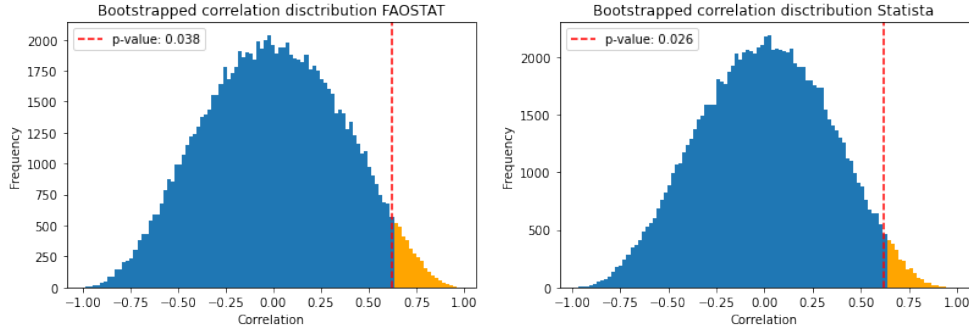 Bootstrapped correlation disctribution FAOSTAT
p-value: 0.038
2000
1750
1500
1250
1000
750
500
250
0
Frequency
−1.00 −0.75 −0.50 −0.25 0.00 0.25 0.50 0.75 1.00
Correlation
Bootstrapped correlation disctribution Statista
p-value: 0.026
2000
1500
1000
500
0
Frequency
−1.00 −0.75 −0.50 −0.25 0.00 0.25 0.50 0.75 1.00
Correlation